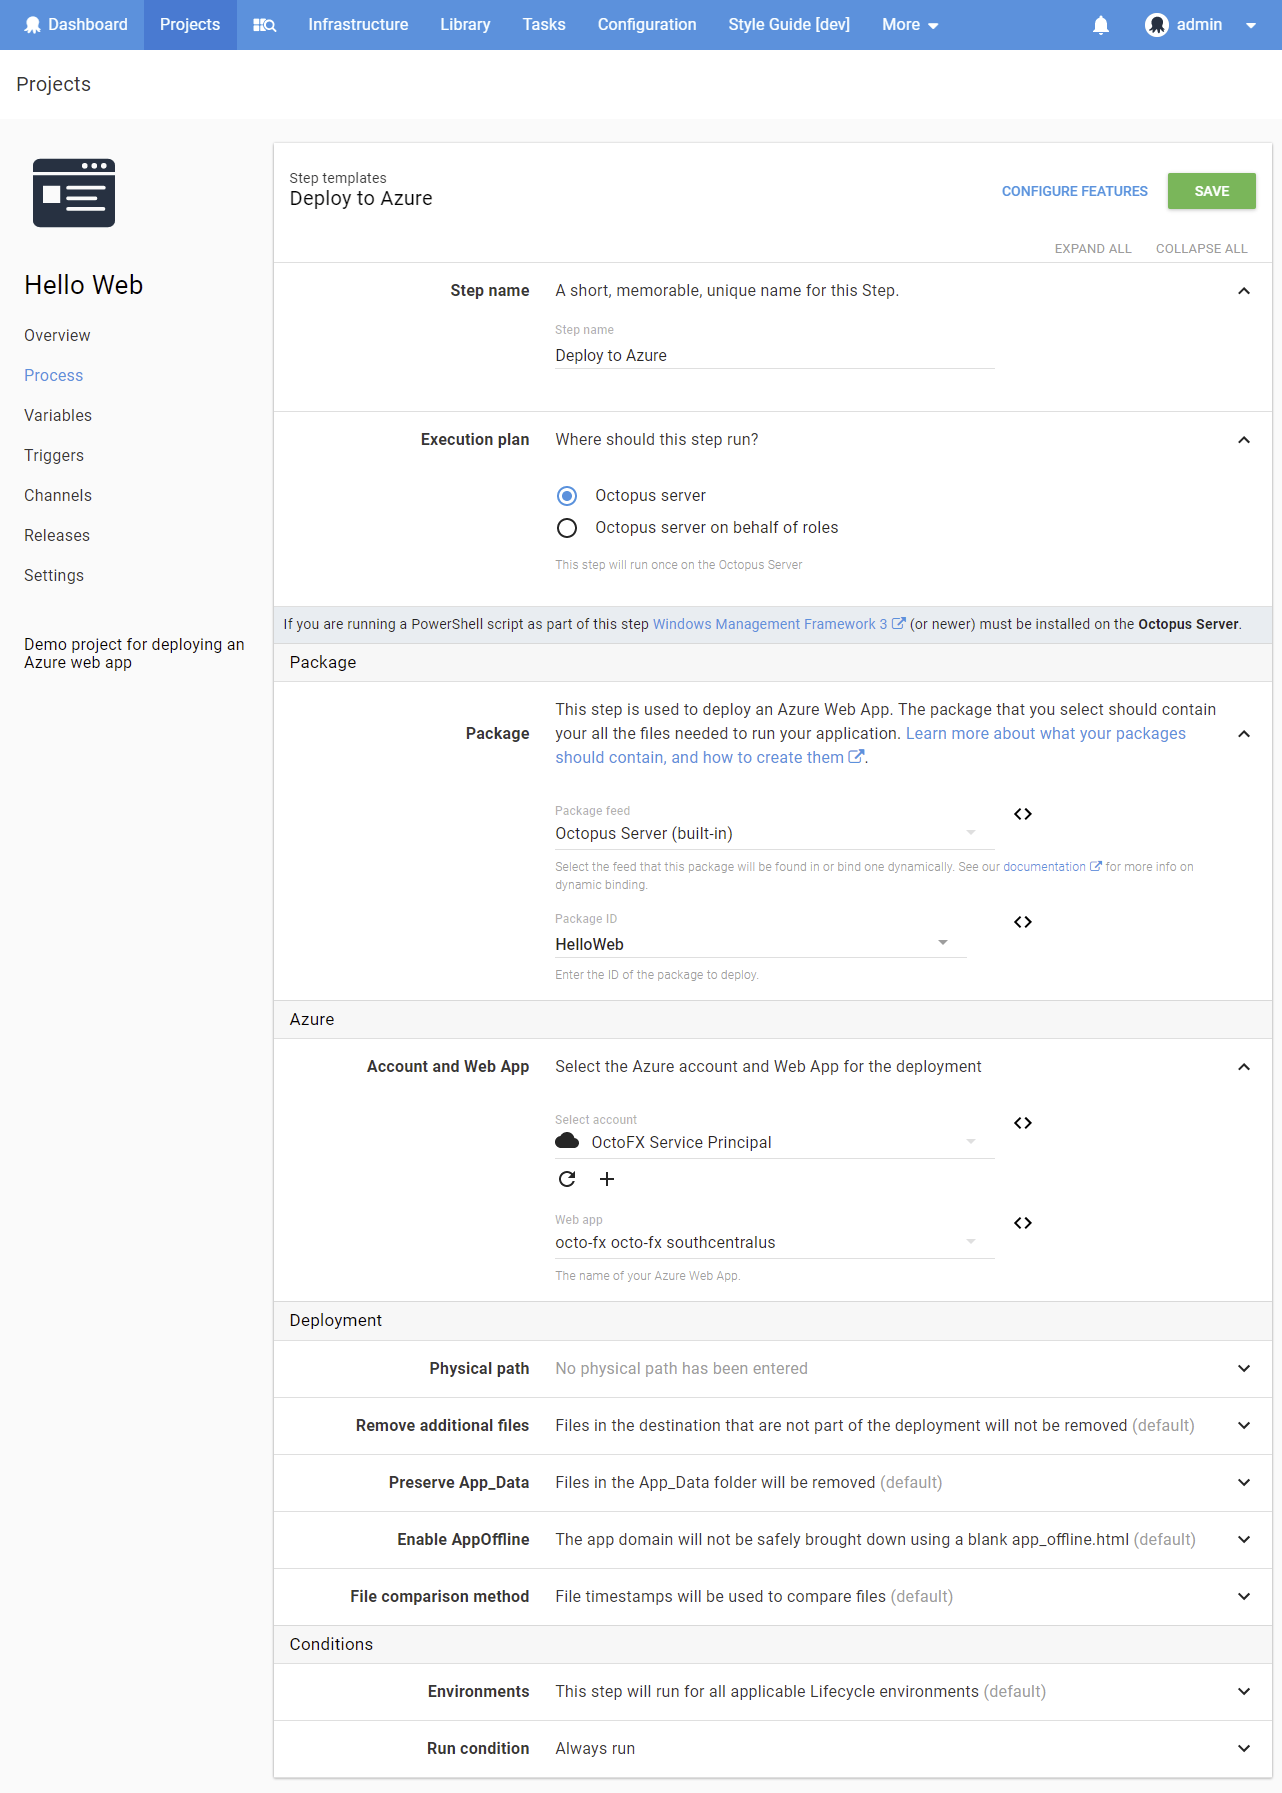 Dashboard
Projects
Infrastructure
Library
Tasks
Configuration
Style Guide [dev]
More
admin
Projects
Hello Web
Overview
Process
Variables
Triggers
Channels
Releases
Settings
Demo project for deploying an
Azure web app
Step templates
Deploy to Azure
CONFIGURE FEATURES
SAVE
EXPAND ALL
COLLAPSE ALL
Step name
A short, memorable, unique name for this Step.
Step name
Deploy to Azure
Execution plan
Where should this step run?
Octopus server
Octopus server on behalf of roles
This step will run once on the Octopus Server
If you are running a PowerShell script as part of this step Windows Management Framework 3 (or newer) must be installed on the Octopus Server.
Package
Package
This step is used to deploy an Azure Web App. The package that you select should contain
your all the files needed to run your application. Learn more about what your packages
should contain, and how to create them.
Package feed
Octopus Server (built-in)
Select the feed that this package will be found in or bind one dynamically. See our documentation for more info on
dynamic binding.
Package ID
HelloWeb
Enter the ID of the package to deploy.
Azure
Account and Web App
Select the Azure account and Web App for the deployment
Select account
OctoFX Service Principal
Web app
octo-fx octo-fx southcentralus
The name of your Azure Web App.
Deployment
Physical path
No physical path has been entered
Remove additional files
Files in the destination that are not part of the deployment will not be removed (default)
Preserve App_Data
Files in the App_Data folder will be removed (default)
Enable AppOffline
The app domain will not be safely brought down using a blank app_offline.html (default)
File comparison method
File timestamps will be used to compare files (default)
Conditions
Environments
This step will run for all applicable Lifecycle environments (default)
Run condition
Always run